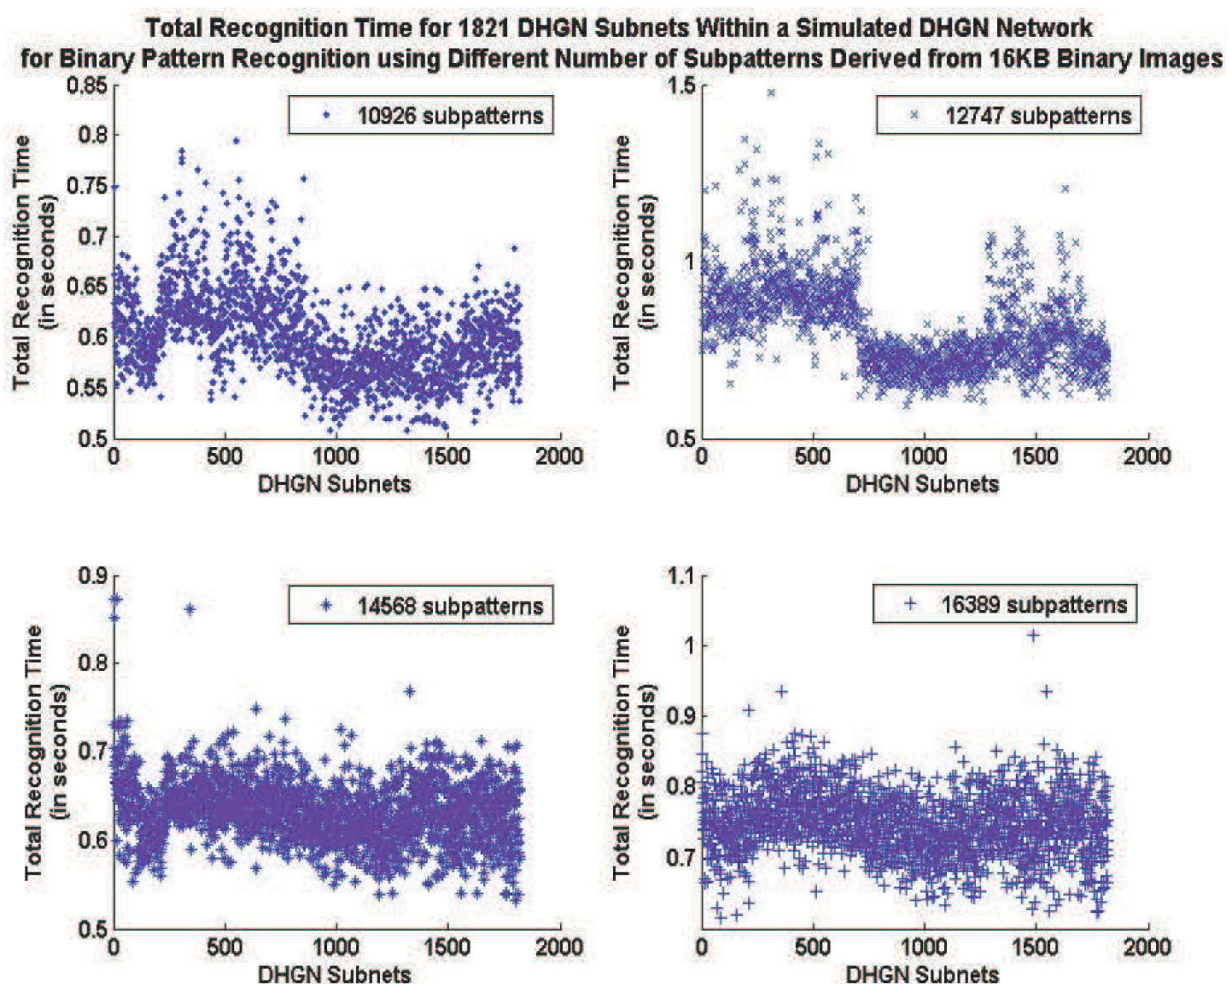 Total Recognition Time for 1821 DHGN Subnets Within a Simulated DHGN Network
for Binary Pattern Recognition using Different Number of Subpatterns Derived from 16KB Binary Images
0.85
0.8
0.75
0.7
0.65
0.6
0.55
0.5
Total Recognition Time
(in seconds)
10926 subpatterns
0
500
1000
1500
2000
DHGN Subnets
1.5
1
0.5
Total Recognition Time
(in seconds)
12747 subpatterns
0
500
1000
1500
2000
DHGN Subnets
0.9
0.8
0.7
0.6
0.5
Total Recognition Time
(in seconds)
14568 subpatterns
0
500
1000
1500
2000
DHGN Subnets
1.1
1
0.9
0.8
0.7
Total Recognition Time
(in seconds)
16389 subpatterns
0
500
1000
1500
2000
DHGN Subnets